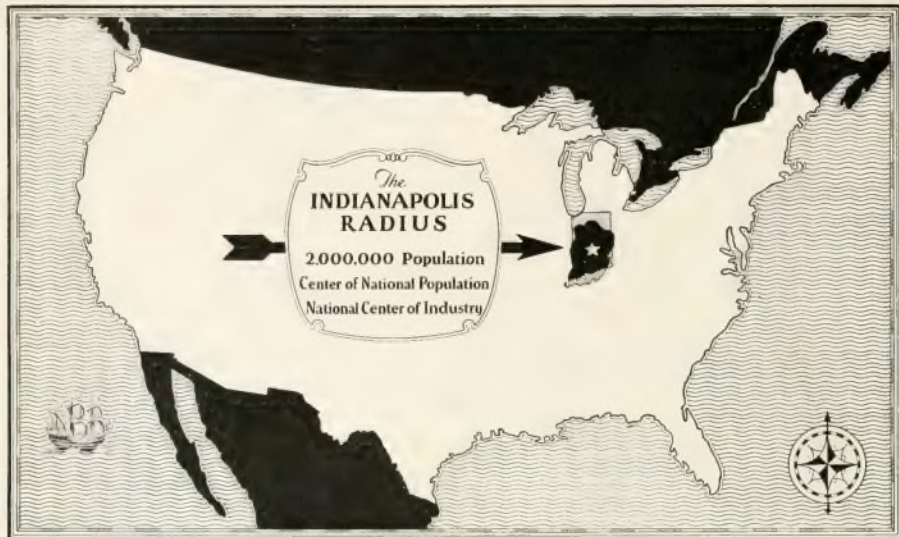 The
INDIANAPOLIS
RADIUS
2.000.000 Population
Center of National Population
National Center of Industry